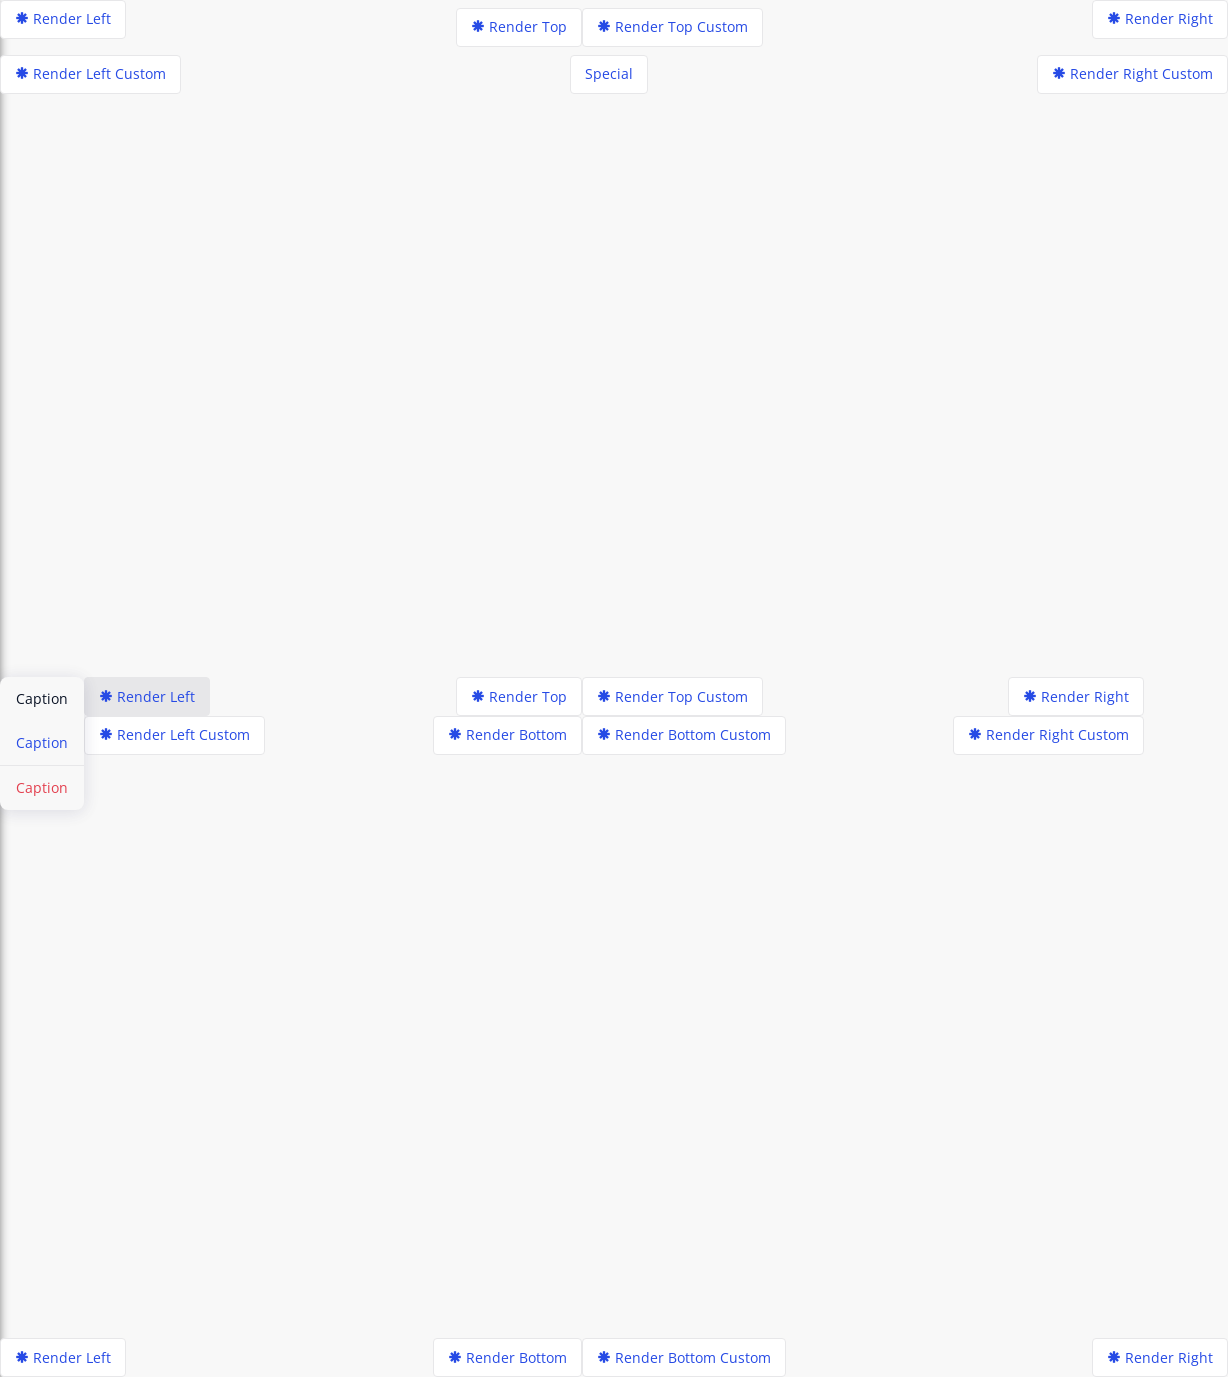 Render Left
Render Top
Render Top Custom
Render Right
Render Left Custom
Special
Render Right Custom
Caption
Render Left
Render Top
Render Top Custom
Render Right
Caption
Render Left Custom
Render Bottom
Render Bottom Custom
Render Right Custom
Caption
Render Left
Render Bottom
Render Bottom Custom
Render Right